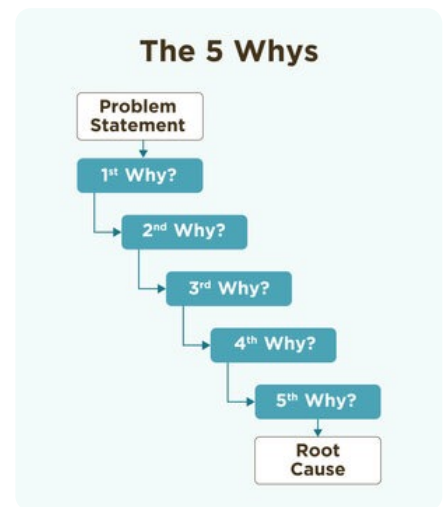 The 5 Whys
Problem
Statement
1st Why?
2nd Why?
3rd Why?
4th Why?
5th Why?
Root
Cause